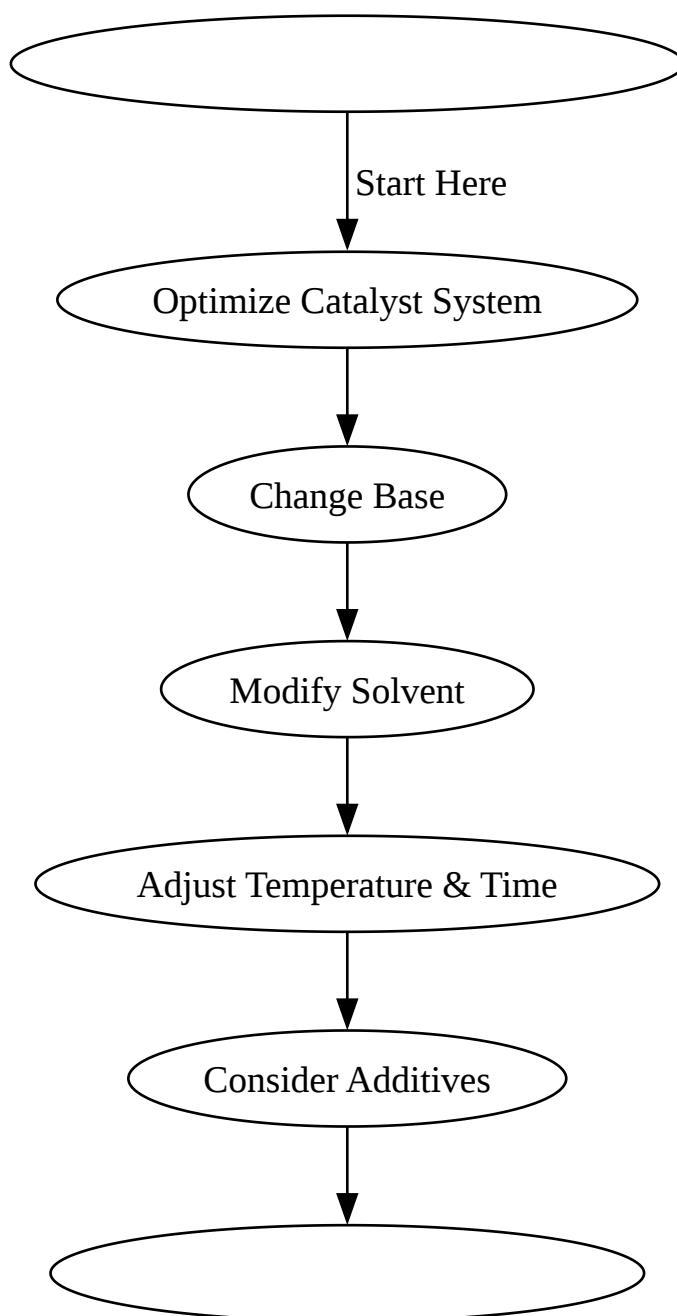 Start Here
Optimize Catalyst System
Change Base
Modify Solvent
Adjust Temperature & Time
Consider Additives